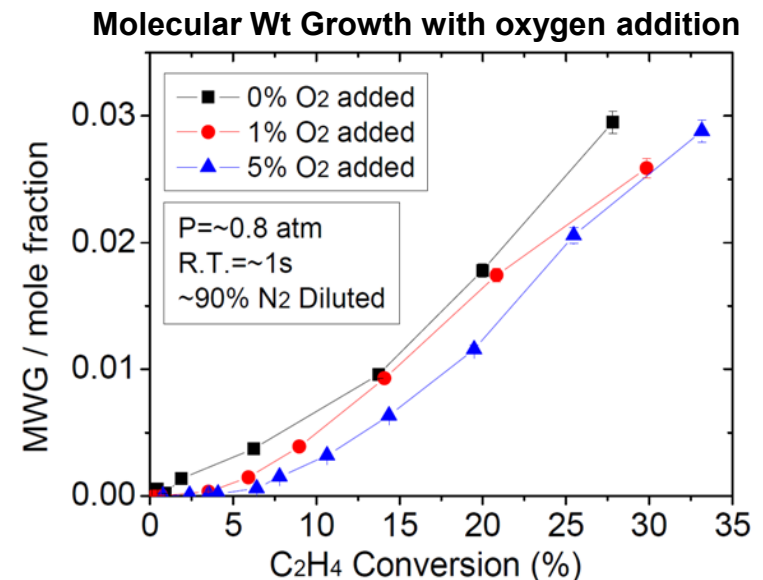 Molecular Wt Growth with oxygen addition
0% O2 added
1% O2 added
5% O2 added
P=~0.8 atm
R.T.=~1s
~90% N2 Diluted
MWG / mole fraction
0.03
0.02
0.01
0.00
0 5 10 15 20 25 30 35
C2H4 Conversion (%)